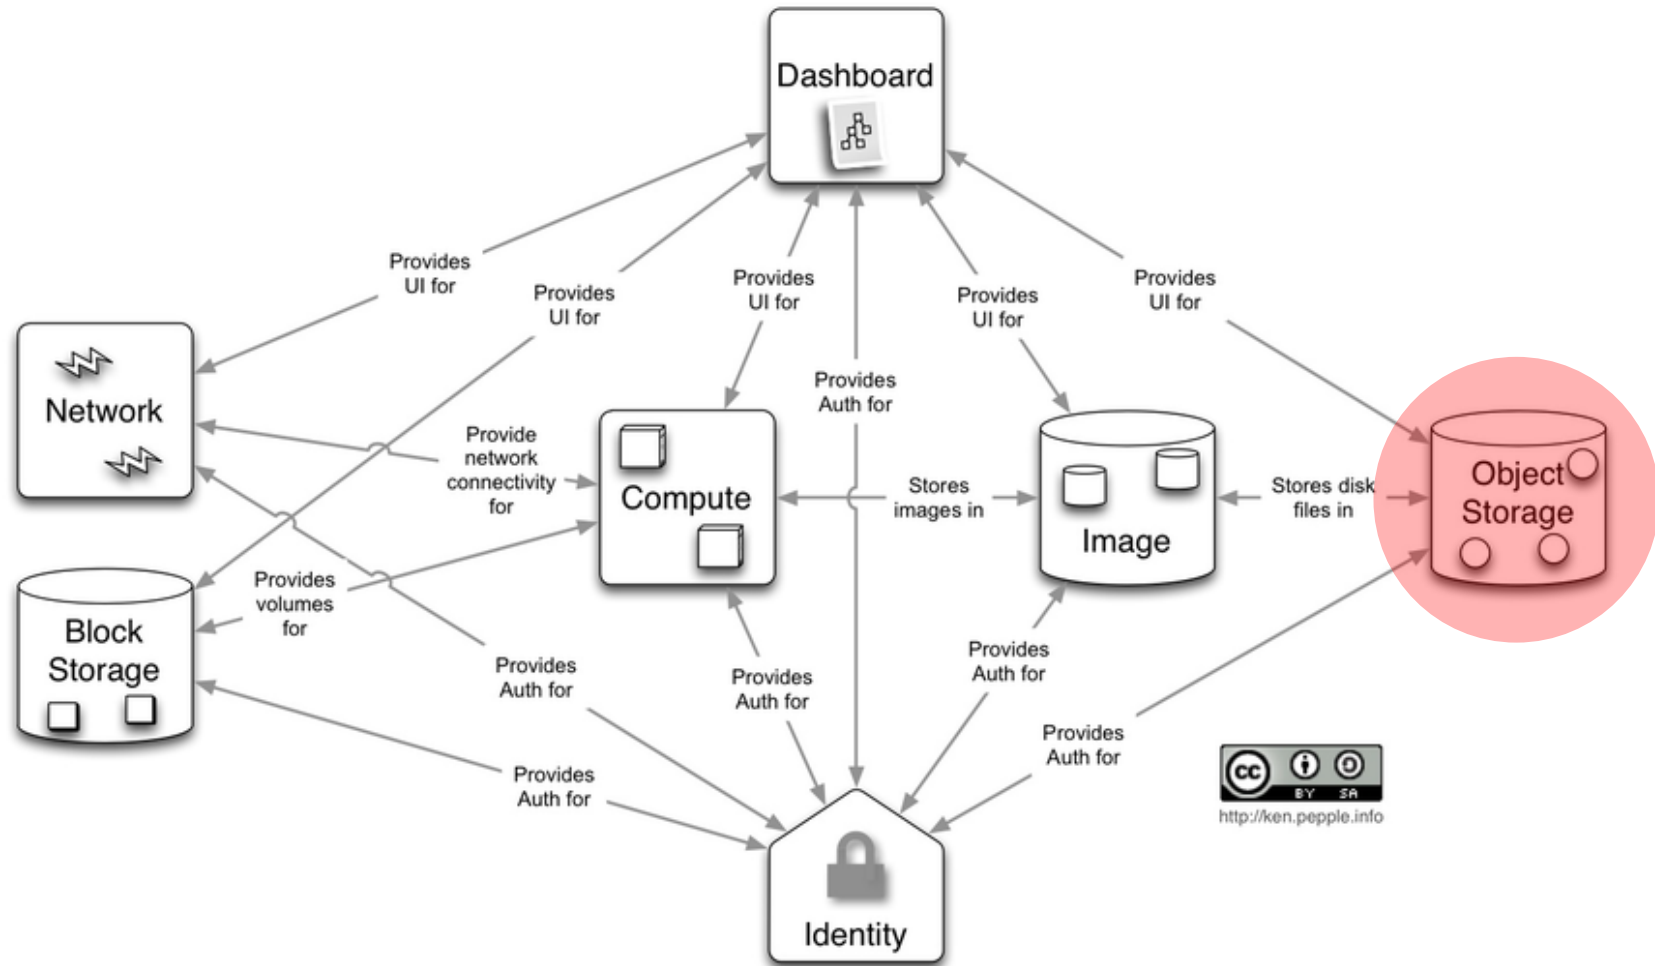 Dashboard
Provides
UI for
Provides
UI for
Provides
UI for
Provides
UI for
Provides
UI for
Provides
Auth for
Network
Provide
network
connectivity
for
Compute
Stores
images in
Image
Stores disk
files in
Object
Storage
Provides
volumes
for
Block
Storage
Provides
Auth for
Provides
Auth for
Provides
Auth for
Provides
Auth for
Provides
Auth for
Identity
cc
BY SA
http://ken.pepple.info